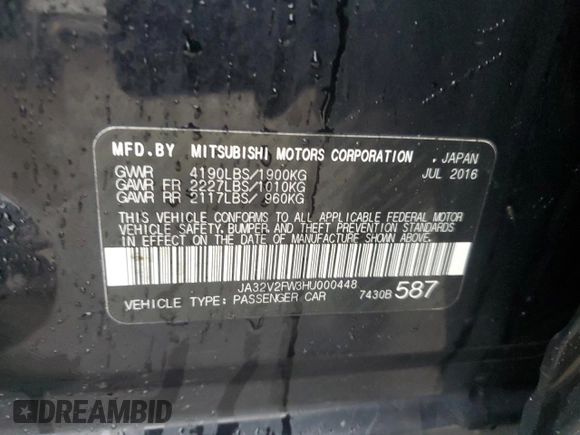 MFD.BY MITSUBISHI MOTORS CORPORATION . JAPAN
GVWR 4190LBS/1900KG JUL 2016
GAWR FR 2227LBS/1010KG
GAWR RR 2117LBS/ 960KG
THIS VEHICLE CONFORMS TO ALL APPLICABLE FEDERAL MOTOR
VEHICLE SAFETY, BUMPER, AND THEFT PREVENTION STANDARDS
IN EFFECT ON THE DATE OF MANUFACTURE SHOWN ABOVE.
JA32V2FW3HU000448
VEHICLE TYPE: PASSENGER CAR 7430B 587
DREAMBID